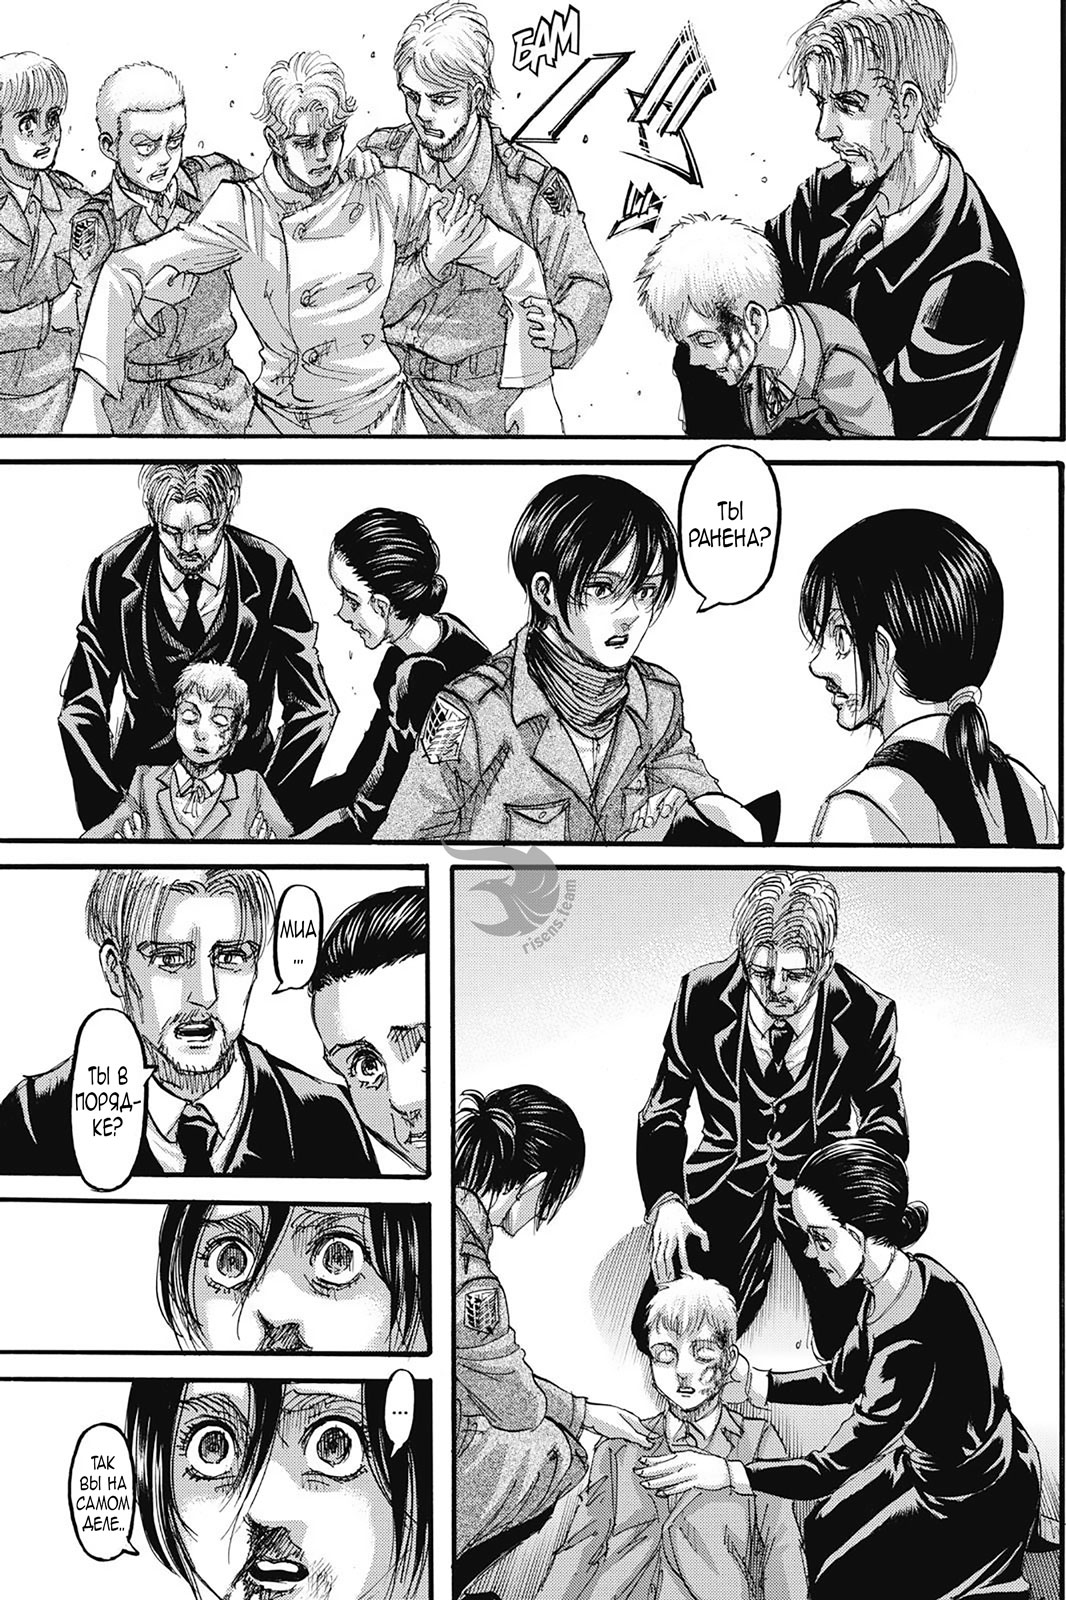 БАМ
ТЫ
РАНЕНА?
МИА
...
ТЫ В
ПОРЯД-
КЕ?
...
ТАК
ВЫ НА
САМОМ
ДЕЛЕ..
risens.team